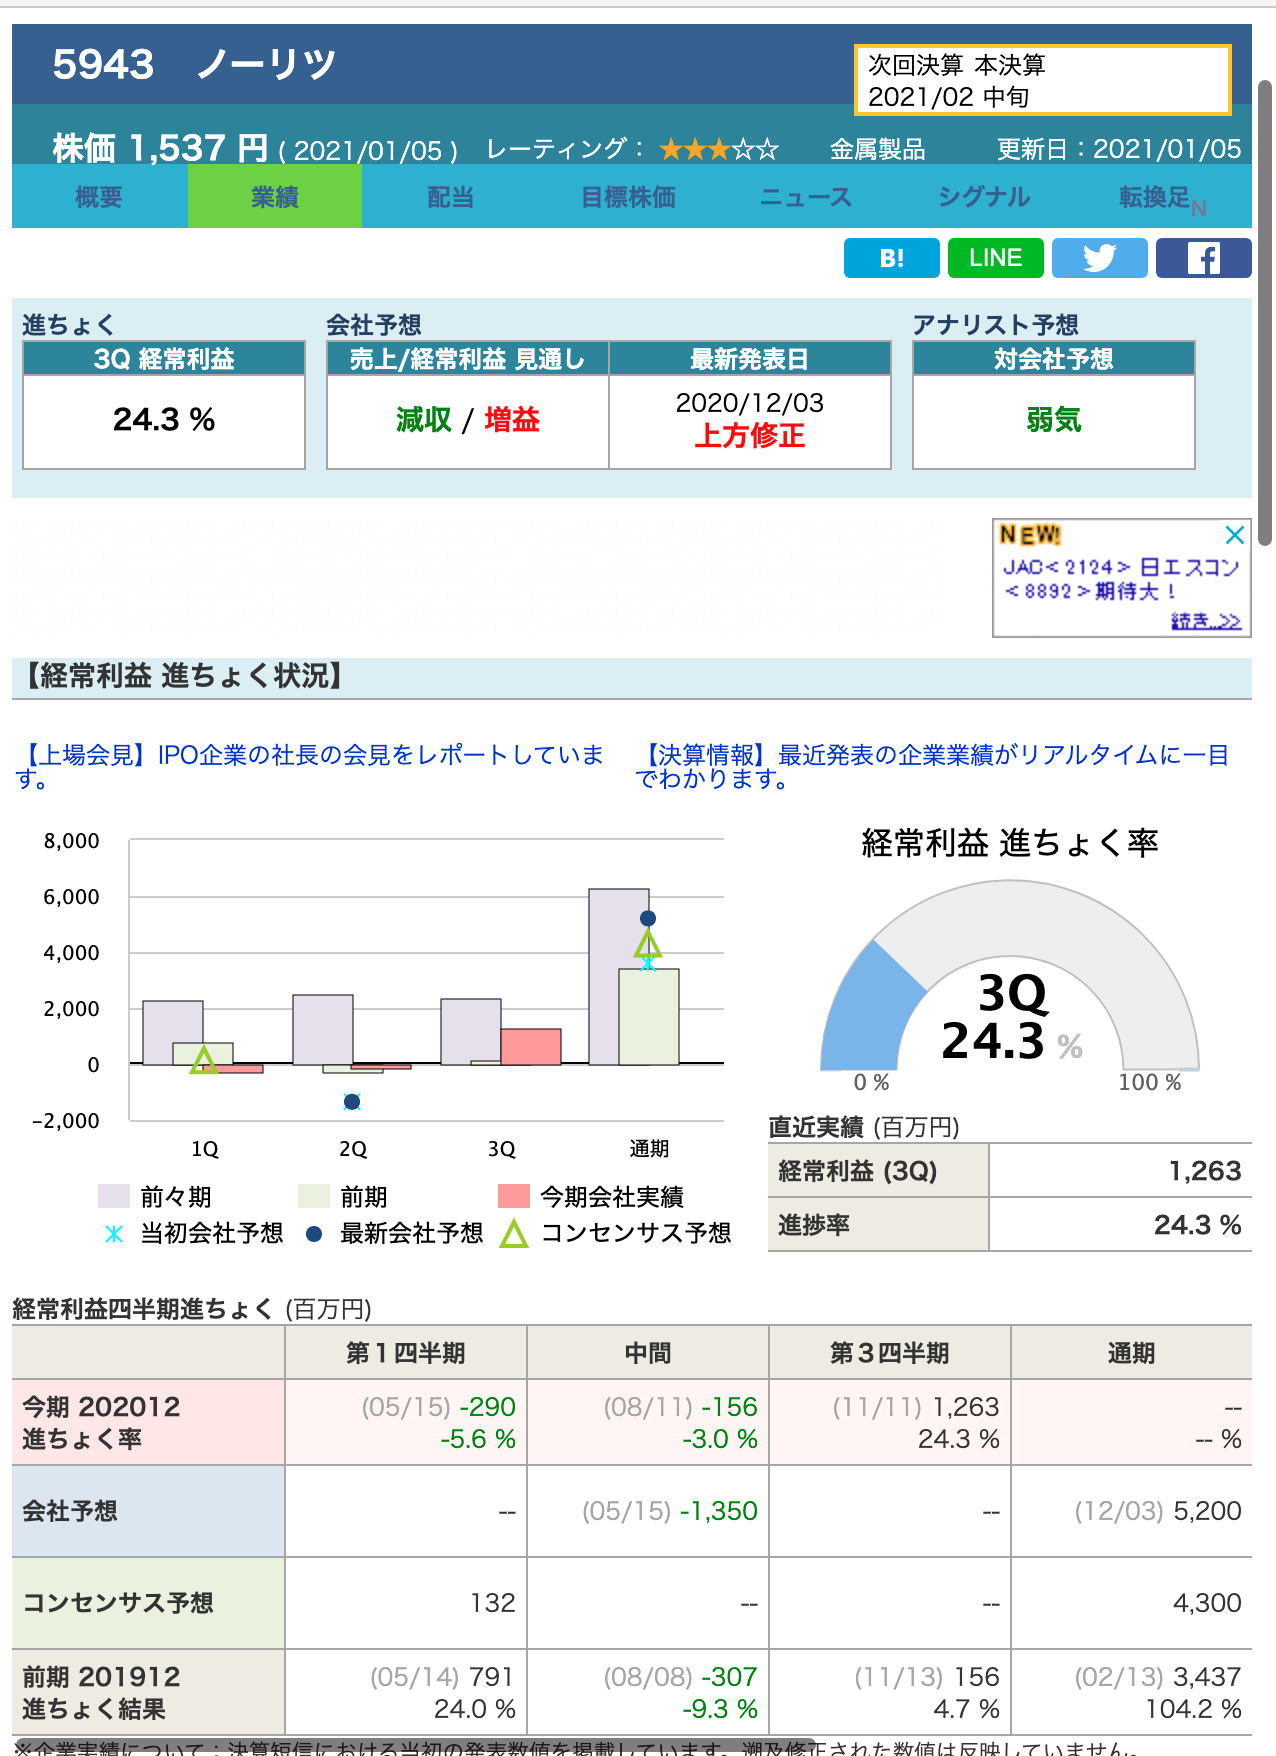 5943 ノーリツ
次回決算 本決算
2021/02 中旬
株価 1,537 円 ( 2021/01/05 ) レーティング： ★★★☆☆ 金属製品 更新日：2021/01/05
概要 業績 配当 目標株価 ニュース シグナル 転換足N
B! LINE
進ちょく 会社予想 アナリスト予想
3Q 経常利益 売上/経常利益 見通し 最新発表日 対会社予想
24.3 % 減収 / 増益 2020/12/03 弱気
上方修正
NEW!
JAC<2124> 日エスコン
<8892>期待大！
続き..>>
【経常利益 進ちょく状況】
【上場会見】IPO企業の社長の会見をレポートしていま
す。
【決算情報】最近発表の企業業績がリアルタイムに一目
でわかります。
8,000
6,000
4,000
2,000
0
-2,000
1Q 2Q 3Q 通期
前々期 前期 今期会社実績
当初会社予想 最新会社予想 コンセンサス予想
経常利益 進ちょく率
3Q
24.3 %
0 % 100 %
直近実績 (百万円)
経常利益 (3Q) 1,263
進捗率 24.3 %
経常利益四半期進ちょく (百万円)
第１四半期 中間 第３四半期 通期
今期 202012 (05/15) -290 (08/11) -156 (11/11) 1,263 --
進ちょく率 -5.6 % -3.0 % 24.3 % -- %
会社予想 -- (05/15) -1,350 -- (12/03) 5,200
コンセンサス予想 132 -- -- 4,300
前期 201912 (05/14) 791 (08/08) -307 (11/13) 156 (02/13) 3,437
進ちょく結果 24.0 % -9.3 % 4.7 % 104.2 %
※企業実績について：決算短信における当初の発表数値を掲載しています。遡及修正された数値は反映していません。